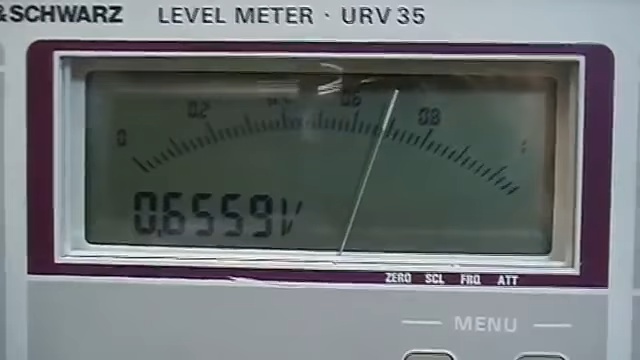 &SCHWARZ LEVEL METER · URV 35
0 0.2 0.6 0.8
0,6559V
ZERO SCL FRQ ATT
MENU